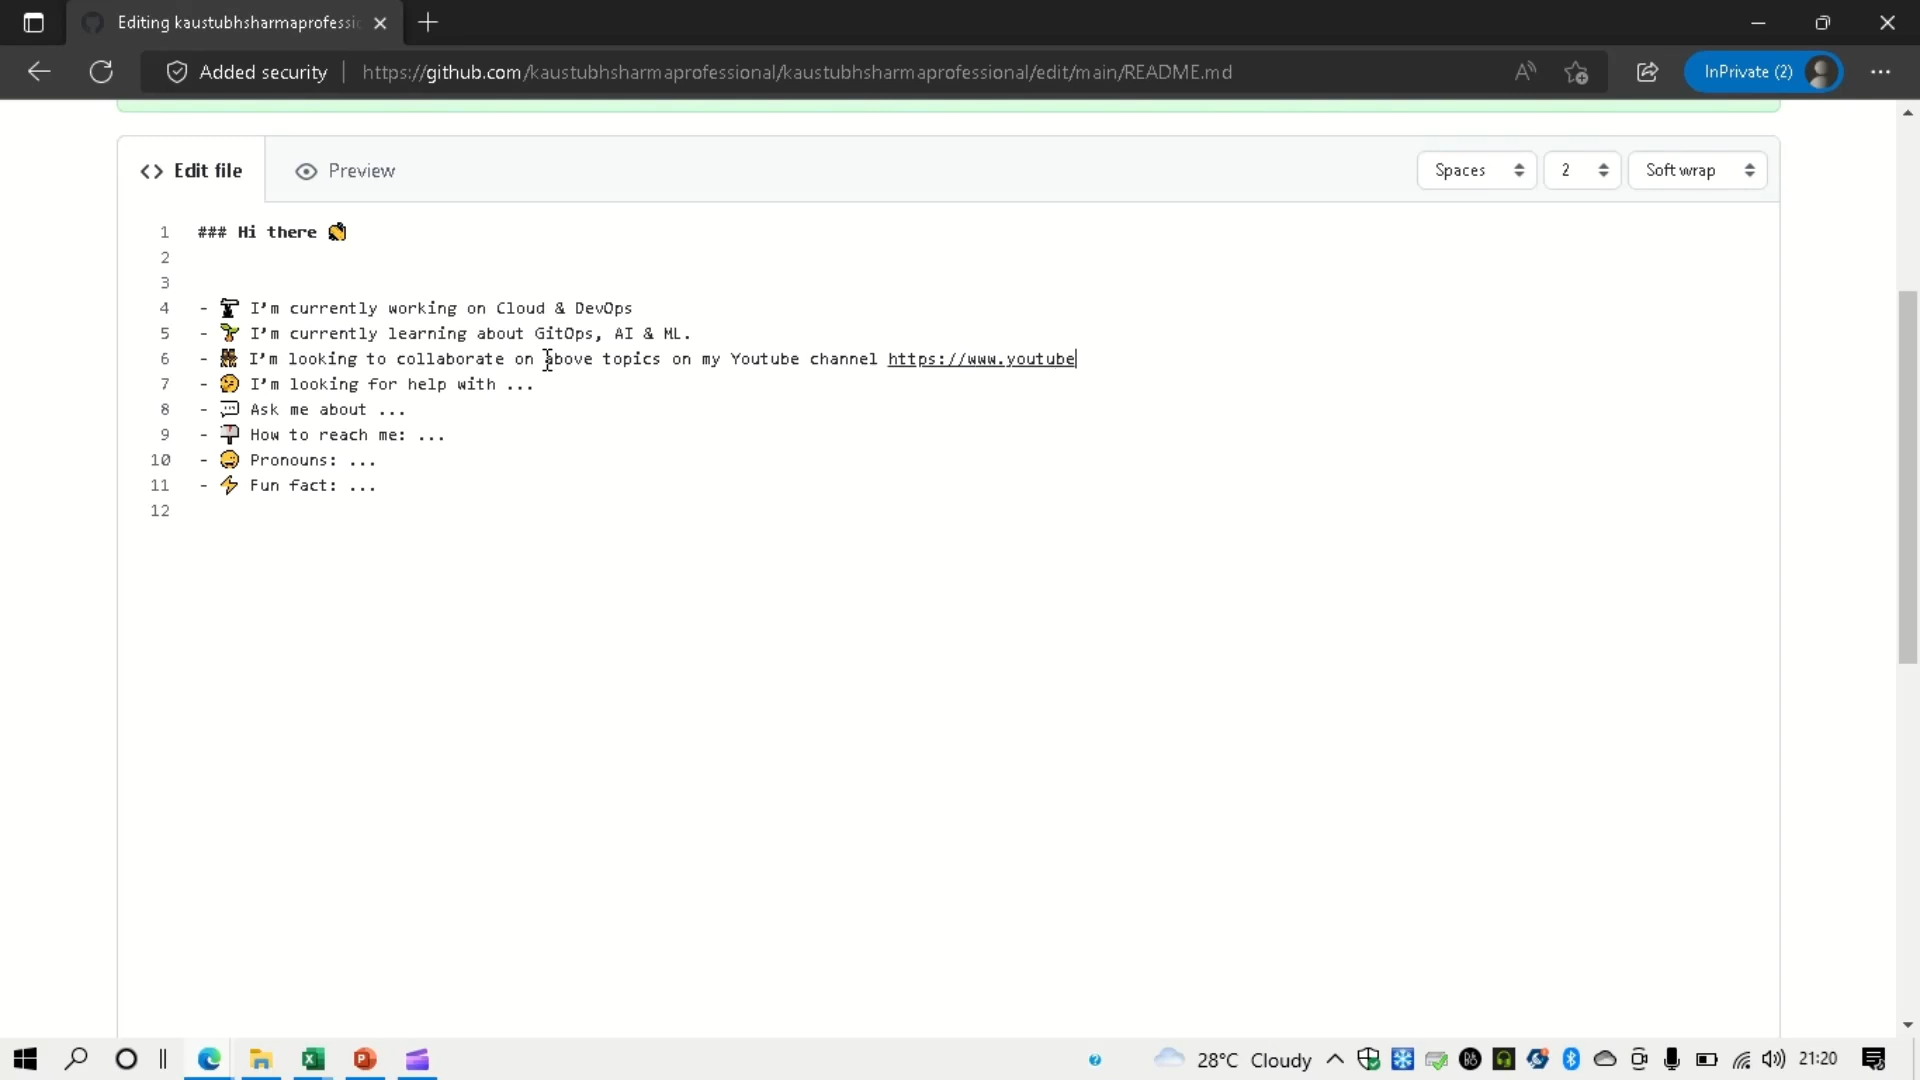 Editing kaustubhsharmaprofessio
Added security | https://github.com/kaustubhsharmaprofessional/kaustubhsharmaprofessional/edit/main/README.md
InPrivate (2)
<> Edit file
Preview
Spaces
2
Soft wrap
1 ### Hi there 👋
2
3
4 - 🔭 I’m currently working on Cloud & DevOps
5 - 🌱 I’m currently learning about GitOps, AI & ML.
6 - 👯 I’m looking to collaborate on above topics on my Youtube channel https://www.youtube
7 - 🤔 I’m looking for help with ...
8 - 💬 Ask me about ...
9 - 📫 How to reach me: ...
10 - 😄 Pronouns: ...
11 - ⚡ Fun fact: ...
12
28°C Cloudy
21:20